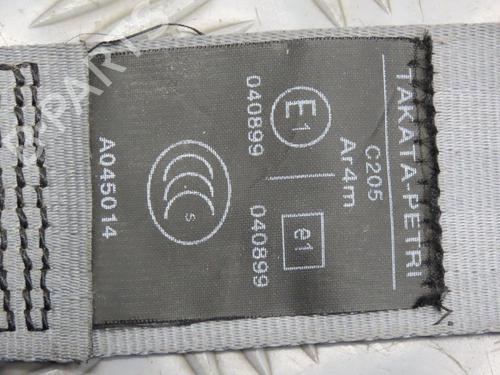 TAKATA-PETRI
C205
Ar4m
E1
e1
040899
040899
S
A045014